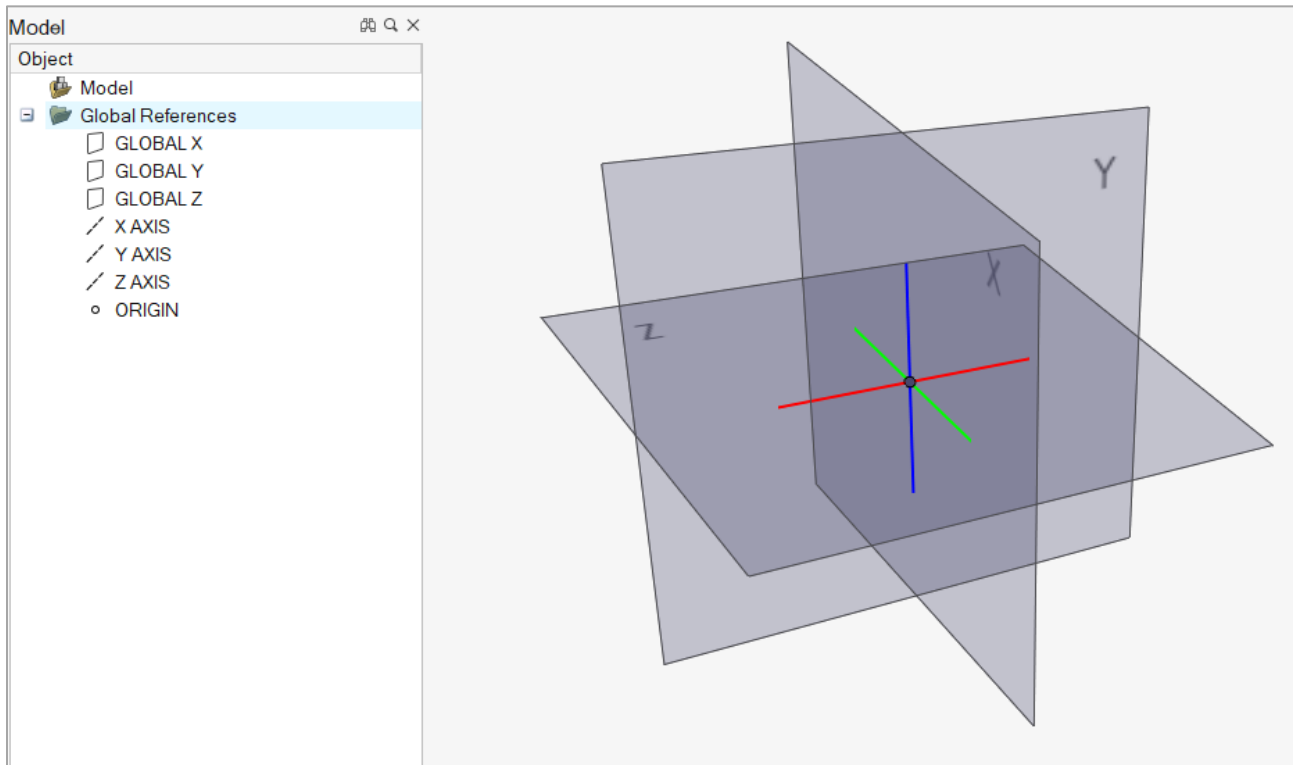 Model
Object
Model
Global References
GLOBAL X
GLOBAL Y
GLOBAL Z
X AXIS
Y AXIS
Z AXIS
ORIGIN
Y
X
Z